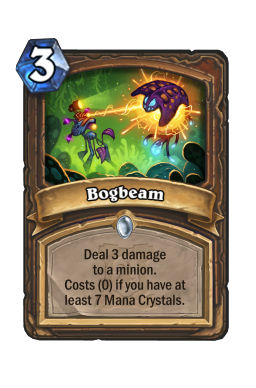 3
Bogbeam
Deal 3 damage
to a minion.
Costs (0) if you have at
least 7 Mana Crystals.